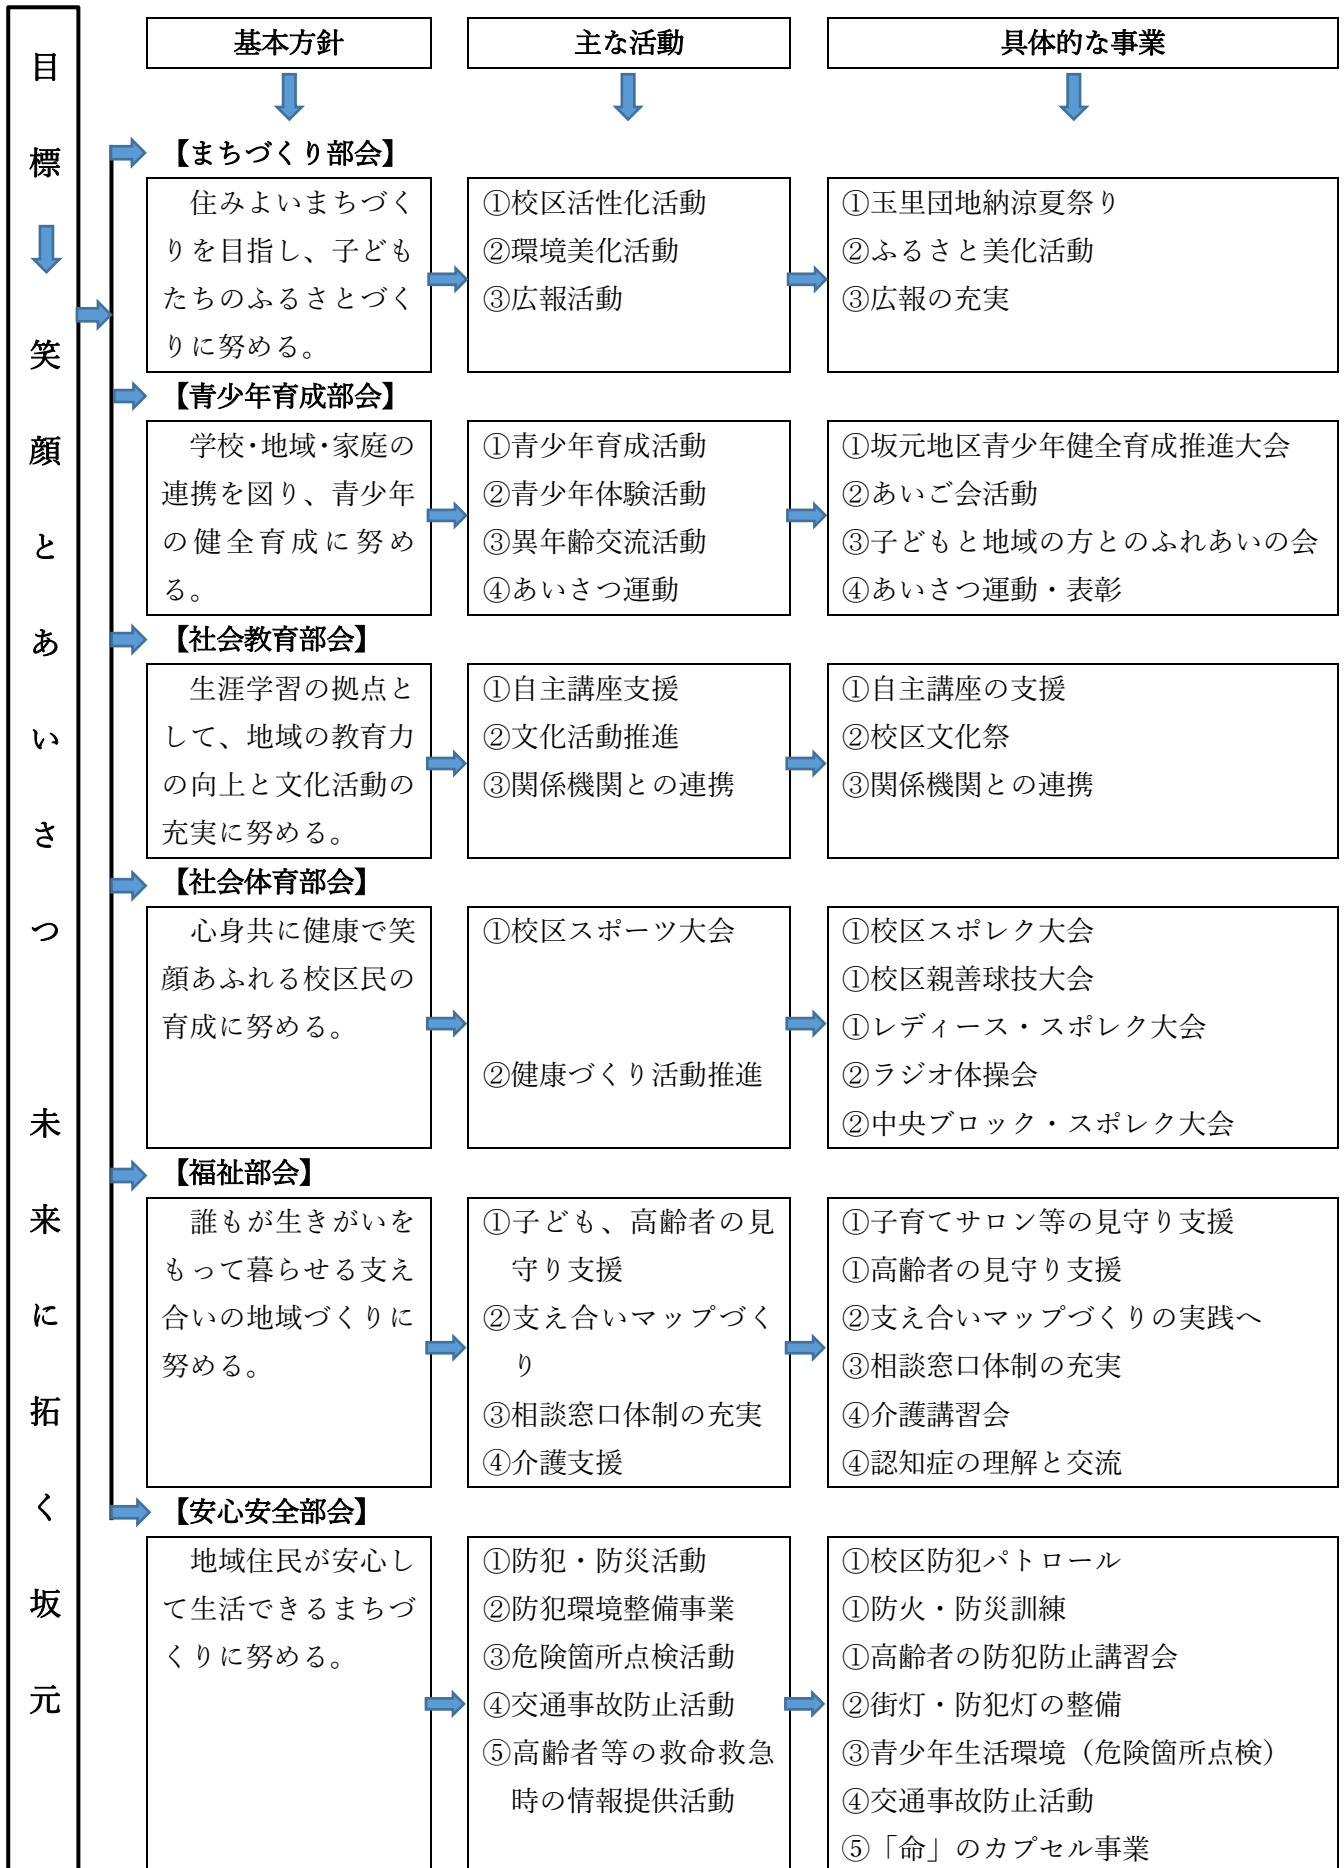 目標
笑顔とあいさつ 未来に拓く坂元
基本方針
主な活動
具体的な事業
【まちづくり部会】
住みよいまちづく
りを目指し、子ども
たちのふるさとづく
りに努める。
①校区活性化活動
②環境美化活動
③広報活動
①玉里団地納涼夏祭り
②ふるさと美化活動
③広報の充実
【青少年育成部会】
学校・地域・家庭の
連携を図り、青少年
の健全育成に努め
る。
①青少年育成活動
②青少年体験活動
③異年齢交流活動
④あいさつ運動
①坂元地区青少年健全育成推進大会
②あいご会活動
③子どもと地域の方とのふれあいの会
④あいさつ運動・表彰
【社会教育部会】
生涯学習の拠点と
して、地域の教育力
の向上と文化活動の
充実に努める。
①自主講座支援
②文化活動推進
③関係機関との連携
①自主講座の支援
②校区文化祭
③関係機関との連携
【社会体育部会】
心身共に健康で笑
顔あふれる校区民の
育成に努める。
①校区スポーツ大会
②健康づくり活動推進
①校区スポレク大会
①校区親善球技大会
①レディース・スポレク大会
②ラジオ体操会
②中央ブロック・スポレク大会
【福祉部会】
誰もが生きがいを
もって暮らせる支え
合いの地域づくりに
努める。
①子ども、高齢者の見
守り支援
②支え合いマップづく
り
③相談窓口体制の充実
④介護支援
①子育てサロン等の見守り支援
①高齢者の見守り支援
②支え合いマップづくりの実践へ
③相談窓口体制の充実
④介護講習会
④認知症の理解と交流
【安心安全部会】
地域住民が安心し
て生活できるまちづ
くりに努める。
①防犯・防災活動
②防犯環境整備事業
③危険箇所点検活動
④交通事故防止活動
⑤高齢者等の救命救急
時の情報提供活動
①校区防犯パトロール
①防火・防災訓練
①高齢者の防犯防止講習会
②街灯・防犯灯の整備
③青少年生活環境（危険箇所点検）
④交通事故防止活動
⑤「命」のカプセル事業